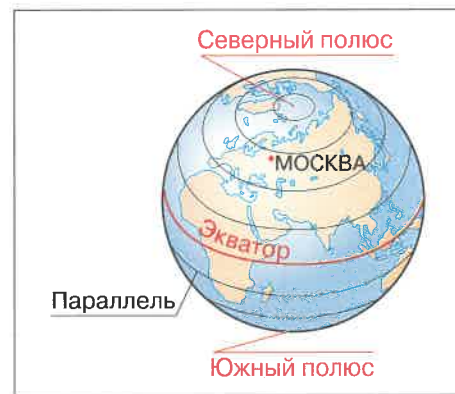 Северный полюс
МОСКВА
Экватор
Параллель
Южный полюс